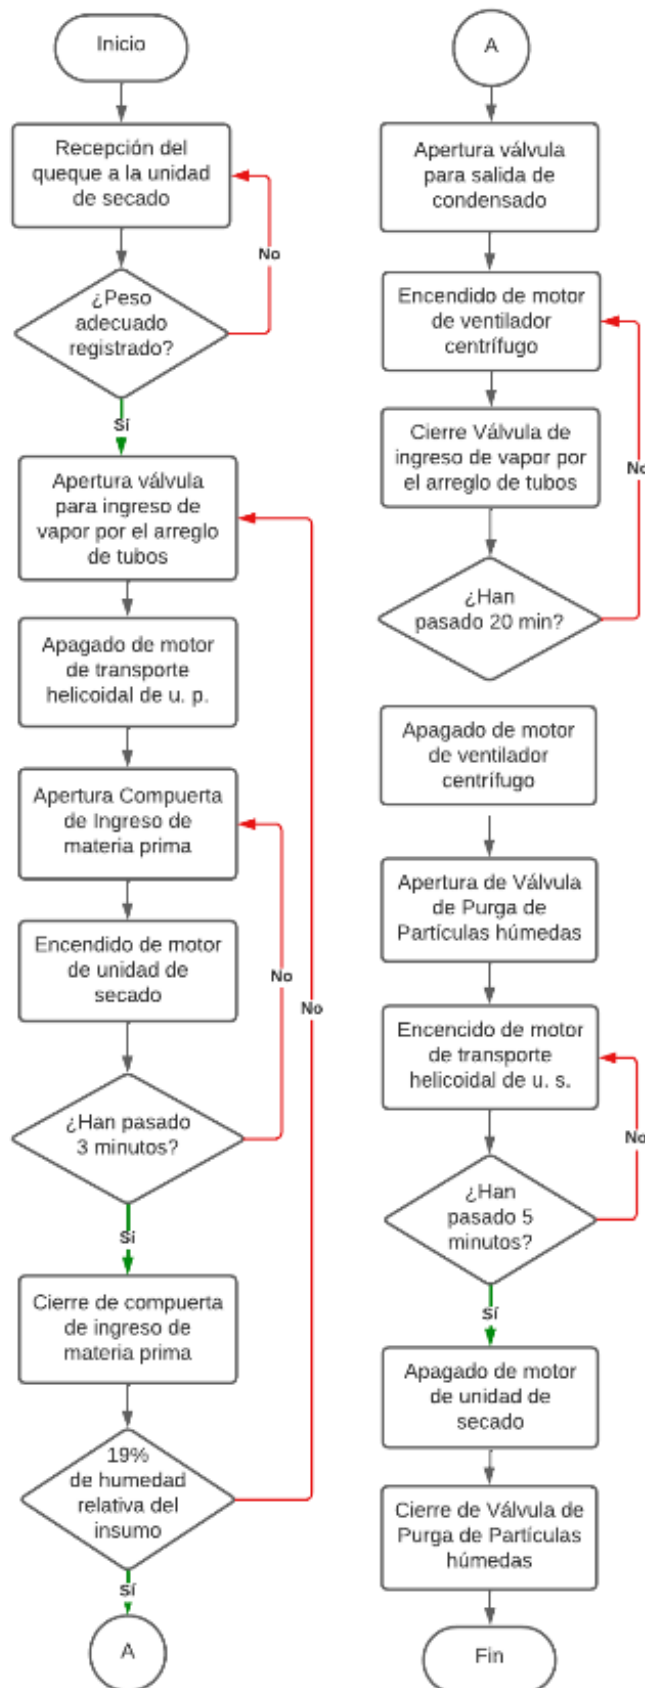 Inicio
Recepción del
queque a la unidad
de secado
No
¿Peso
adecuado
registrado?
Sí
Apertura válvula
para ingreso de
vapor por el arreglo
de tubos
Apagado de motor
de transporte
helicoidal de u. p.
Apertura Compuerta
de Ingreso de
materia prima
Encendido de motor
de unidad de
secado
No
No
¿Han pasado
3 minutos?
Sí
Cierre de compuerta
de ingreso de
materia prima
19%
de humedad
relativa del
insumo
Sí
A
A
Apertura válvula
para salida de
condensado
Encendido de motor
de ventilador
centrífugo
Cierre Válvula de
ingreso de vapor por
el arreglo de tubos
No
¿Han
pasado 20 min?
Apagado de motor
de ventilador
centrífugo
Apertura de Válvula
de Purga de
Partículas húmedas
Encencido de motor
de transporte
helicoidal de u. s.
No
¿Han
pasado 5
minutos?
Sí
Apagado de motor
de unidad de
secado
Cierre de Válvula de
Purga de Partículas
húmedas
Fin